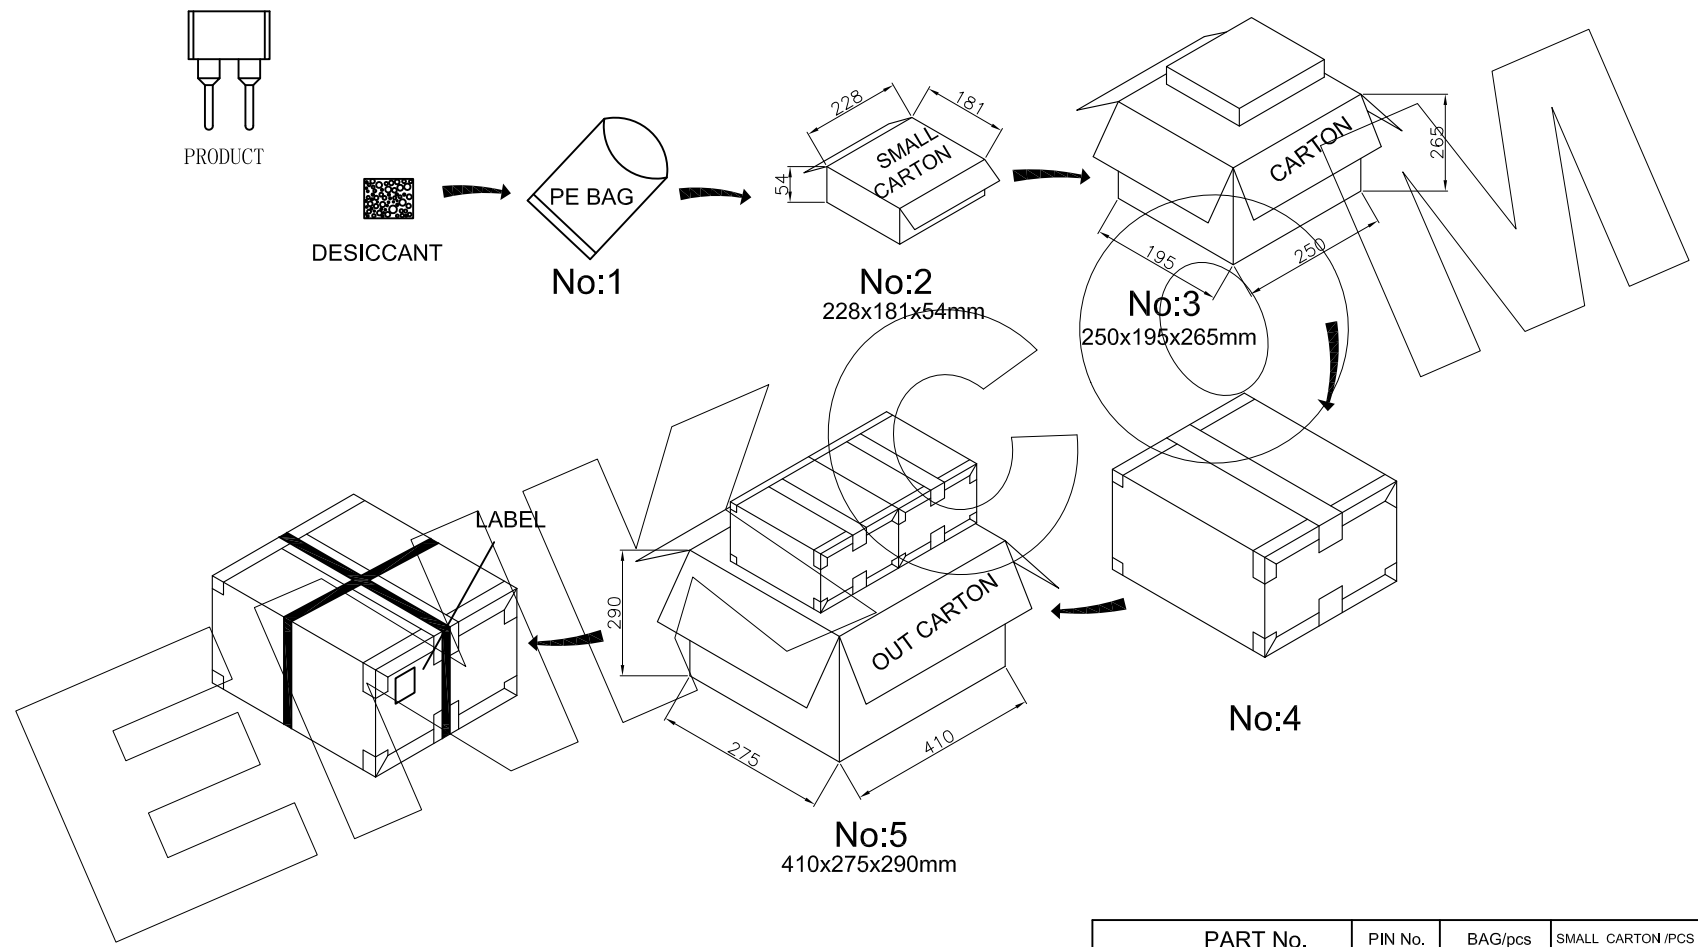 PRODUCT
DESICCANT
PE BAG
No:1
228
181
54
SMALL
CARTON
No:2
228x181x54mm
CARTON
265
195
250
No:3
250x195x265mm
No:4
OUT CARTON
290
275
410
No:5
410x275x290mm
LABEL
PART No.
PIN No.
BAG/pcs
SMALL CARTON /PCS